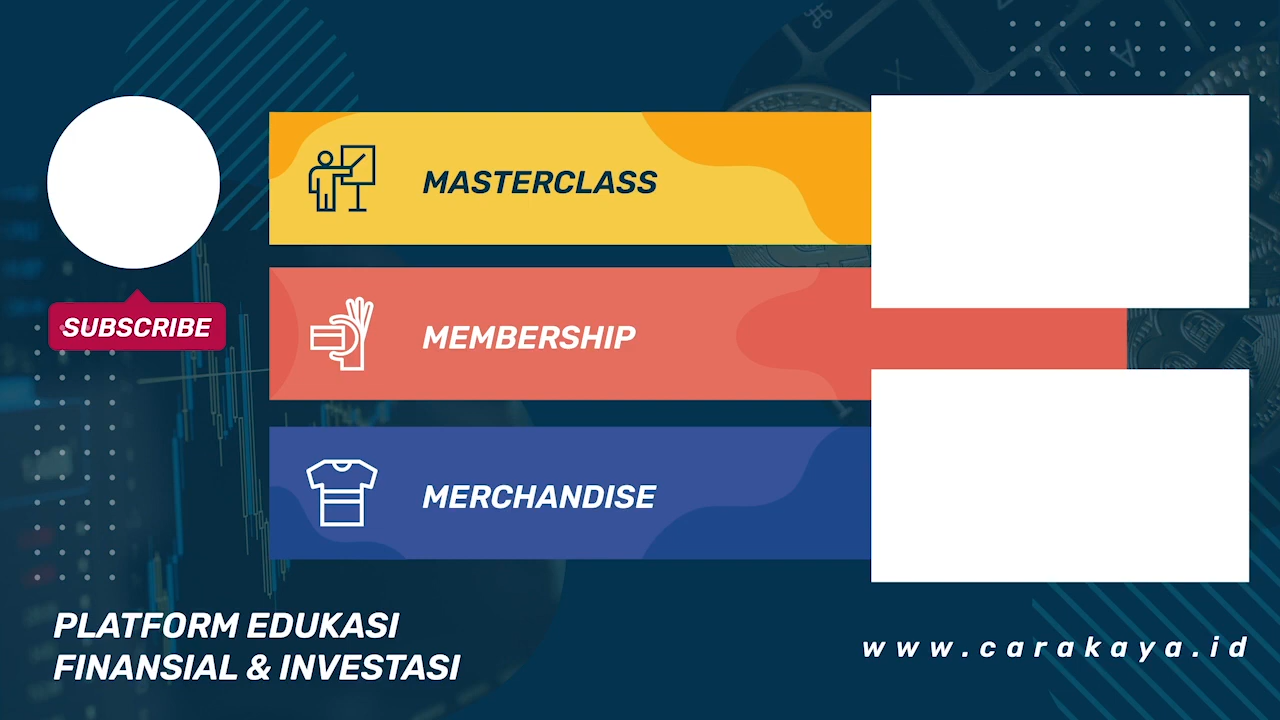 MASTERCLASS
SUBSCRIBE
MEMBERSHIP
MERCHANDISE
PLATFORM EDUKASI
FINANSIAL & INVESTASI
www.carakaya.id